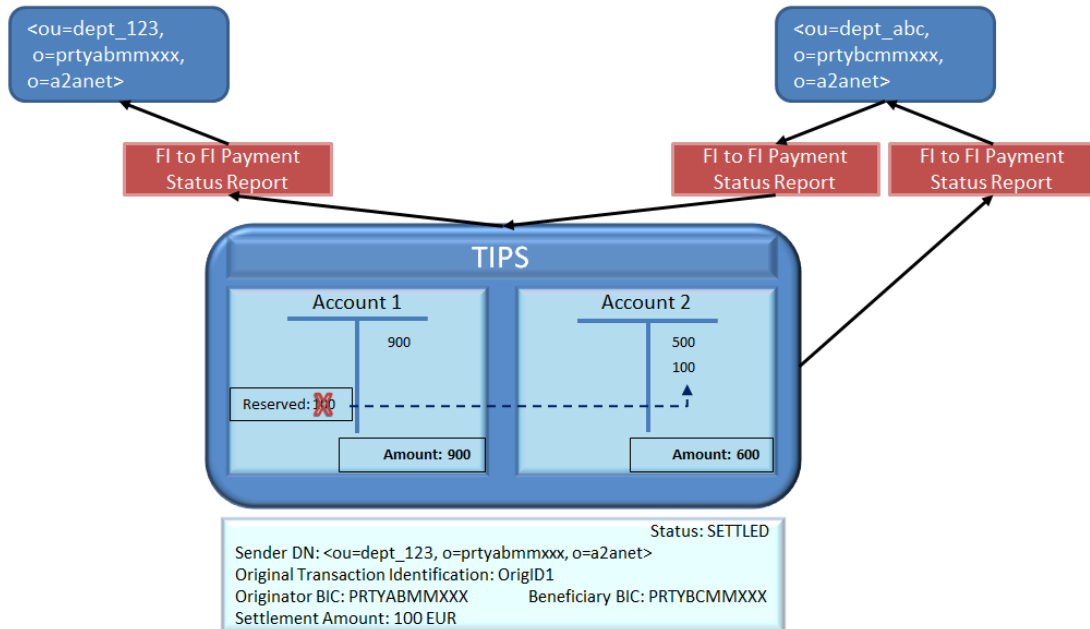 <ou=dept_123,
o=prtyabmmxxx,
o=a2anet>
<ou=dept_abc,
o=prtybcmmxxx,
o=a2anet>
FI to FI Payment
Status Report
FI to FI Payment
Status Report
FI to FI Payment
Status Report
TIPS
Account 1
900
Reserved: 100
Amount: 900
Account 2
500
100
Amount: 600
Status: SETTLED
Sender DN: <ou=dept_123, o=prtyabmmxxx, o=a2anet>
Original Transaction Identification: OrigID1
Originator BIC: PRTYABMMXXX Beneficiary BIC: PRTYBCMMXXX
Settlement Amount: 100 EUR